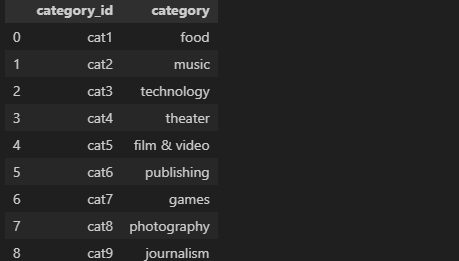 category_id category
0 cat1 food
1 cat2 music
2 cat3 technology
3 cat4 theater
4 cat5 film & video
5 cat6 publishing
6 cat7 games
7 cat8 photography
8 cat9 journalism